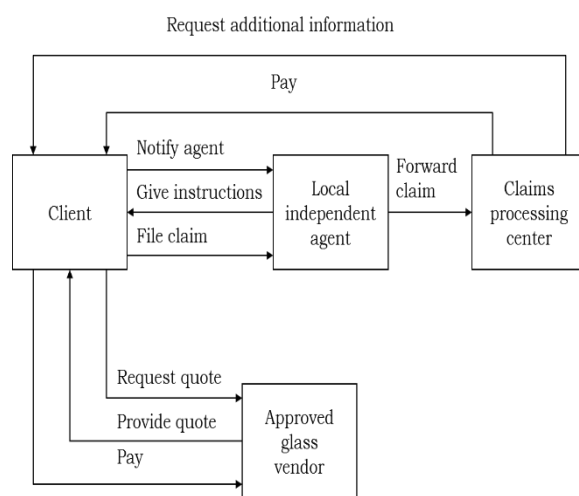 Request additional information
Pay
Notify agent
Client
Give instructions
File claim
Local
independent
agent
Forward
claim
Claims
processing
center
Request quote
Provide quote
Pay
Approved
glass
vendor